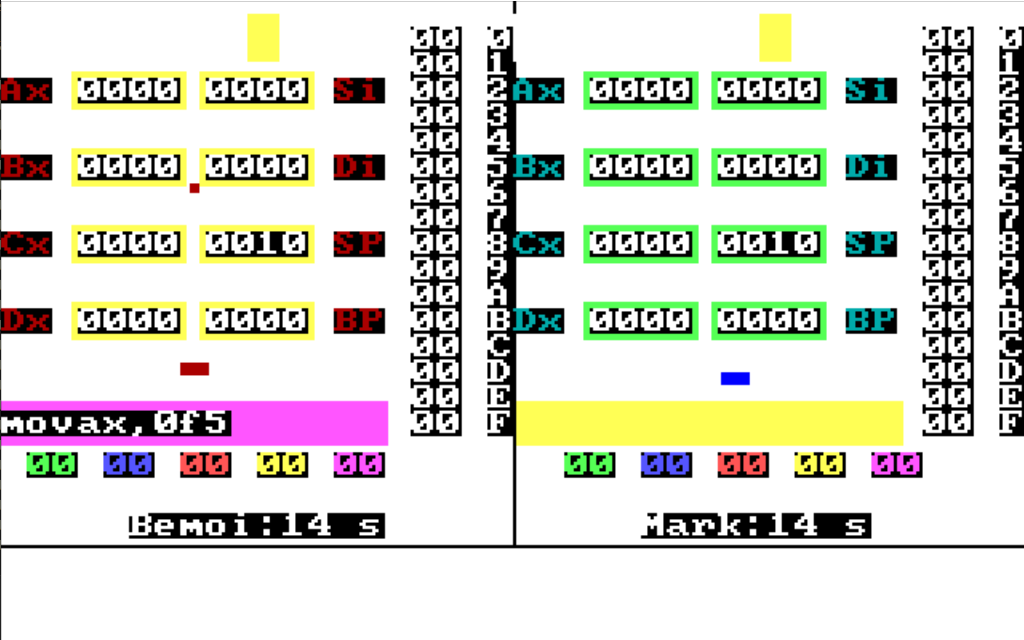 Ax 0000 0000 Si
Bx 0000 0000 Di
Cx 0000 0010 SP
Dx 0000 0000 BP
movax,0f5
00 00 00 00 00
Bemoi:14 s
00 0
00 1
00 2
00 3
00 4
00 5
00 6
00 7
00 8
00 9
00 A
00 B
00 C
00 D
00 E
00 F
Ax 0000 0000 Si
Bx 0000 0000 Di
Cx 0000 0010 SP
Dx 0000 0000 BP
00 00 00 00 00
Mark:14 s
00 0
00 1
00 2
00 3
00 4
00 5
00 6
00 7
00 8
00 9
00 A
00 B
00 C
00 D
00 E
00 F